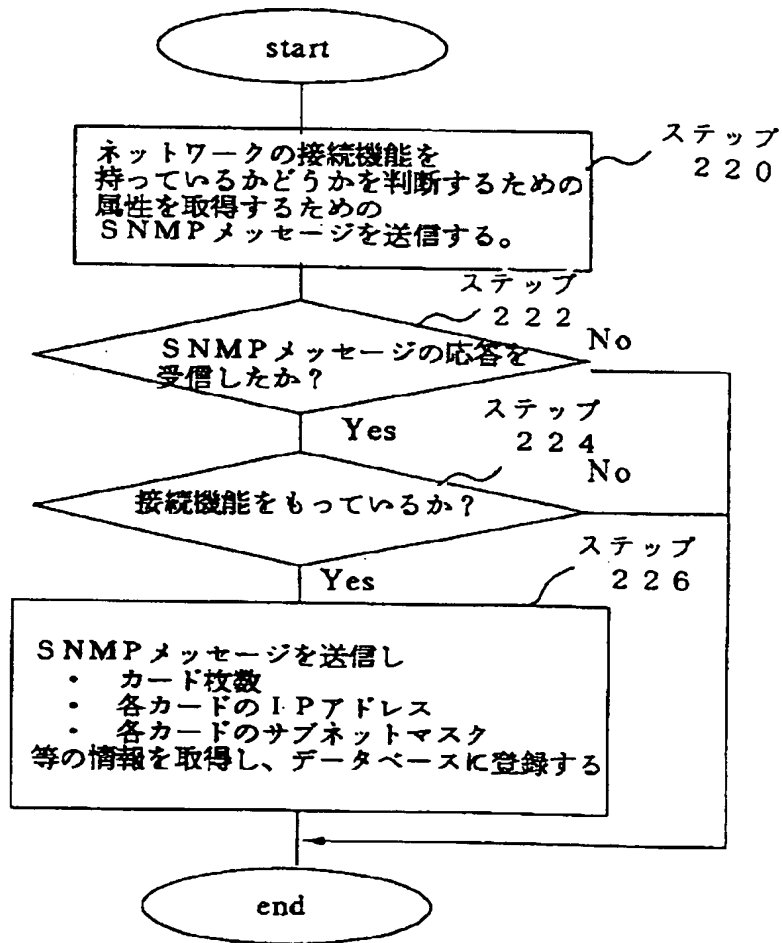 start
ステップ
220
ネットワークの接続機能を
持っているかどうかを判断するための
属性を取得するための
SNMPメッセージを送信する。
ステップ
222
No
SNMPメッセージの応答を
受信したか?
Yes
ステップ
224
No
接続機能をもっているか?
Yes
ステップ
226
SNMPメッセージを送信し
・ カード枚数
・ 各カードのIPアドレス
・ 各カードのサブネットマスク
等の情報を取得し、データベースに登録する
end